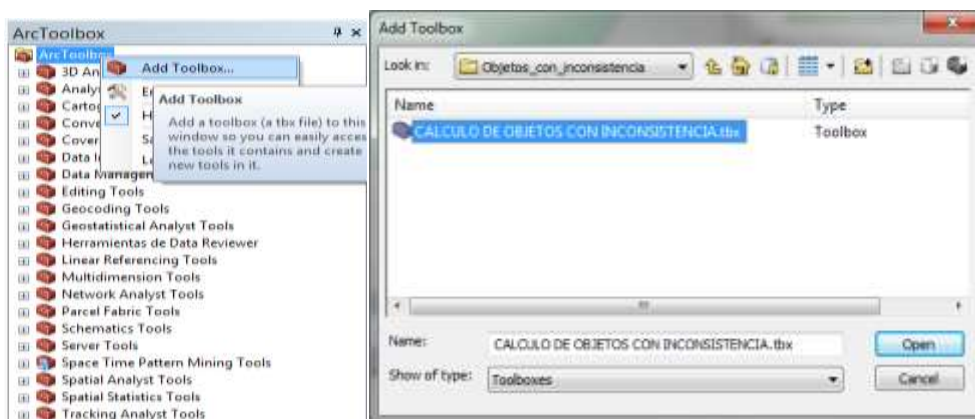 ArcToolbox
ArcToolbox
3D An
Add Toolbox...
Analy
En
Add Toolbox
Add a toolbox (a tbx file) to this
window so you can easily acces
the tools it contains and create
new tools in it.
Cartog
H
Conve
Cover
Sa
Data I
Lo
Data Managem
Editing Tools
Geocoding Tools
Geostatistical Analyst Tools
Herramientas de Data Reviewer
Linear Referencing Tools
Multidimension Tools
Network Analyst Tools
Parcel Fabric Tools
Schematics Tools
Server Tools
Space Time Pattern Mining Tools
Spatial Analyst Tools
Spatial Statistics Tools
Tracking Analyst Tools
Add Toolbox
Look in:
Objetos_con_inconsistencia
Name
Type
CALCULO DE OBJETOS CON INCONSISTENCIA.tbx
Toolbox
Name:
CALCULO DE OBJETOS CON INCONSISTENCIA.tbx
Open
Show of type:
Toolboxes
Cancel